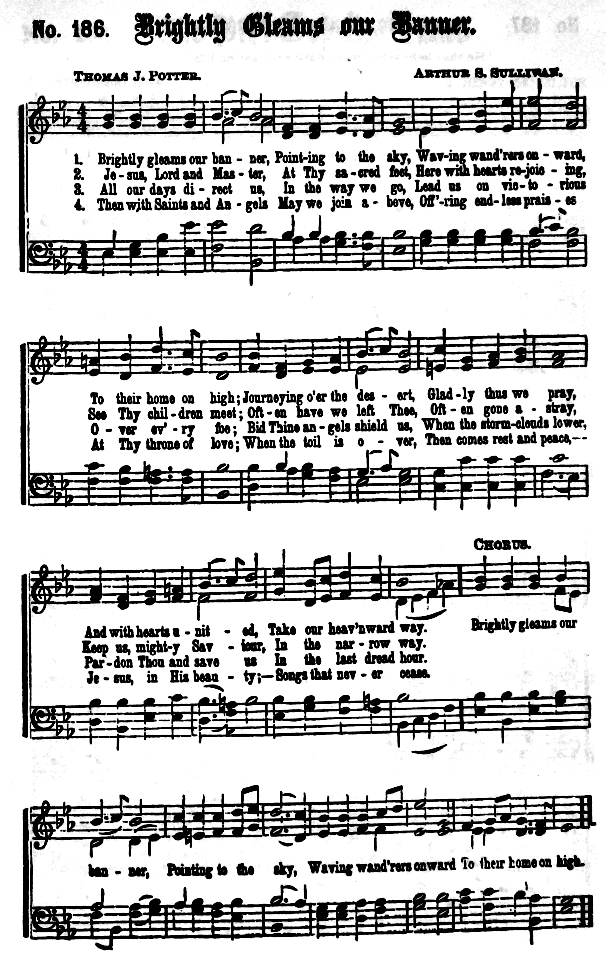 No. 186. Brightly Gleams our Banner.
THOMAS J. POTTER. ARTHUR S. SULLIVAN.
1. Brightly gleams our ban - ner, Point-ing to the sky, Wav-ing wand'rers on - ward,
2. Je - sus, Lord and Mas - ter, At Thy sa - cred feet, Here with hearts re-joic - ing,
3. All our days di - rect us, In the way we go, Lead us on vic-to - rious
4. Then with Saints and An - gels May we join a - bove, Off'-ring end-less prais - es
To their home on high; Journeying o'er the des - ert, Glad-ly thus we pray,
See Thy chil-dren meet; Oft-en have we left Thee, Oft-en gone a - stray,
O - ver ev'-ry foe; Bid Thine an-gels shield us, When the storm-clouds lower,
At Thy throne of love; When the toil is o - ver, Then comes rest and peace,—
CHORUS.
And with hearts u - nit - ed, Take our heav'nward way. Brightly gleams our
Keep us, might-y Sav - iour, In the nar-row way.
Par-don Thou and save us In the last dread hour.
Je - sus, in His beau - ty;—Songs that nev - er cease.
ban - ner, Pointing to the sky, Waving wand'rers onward To their home on high.